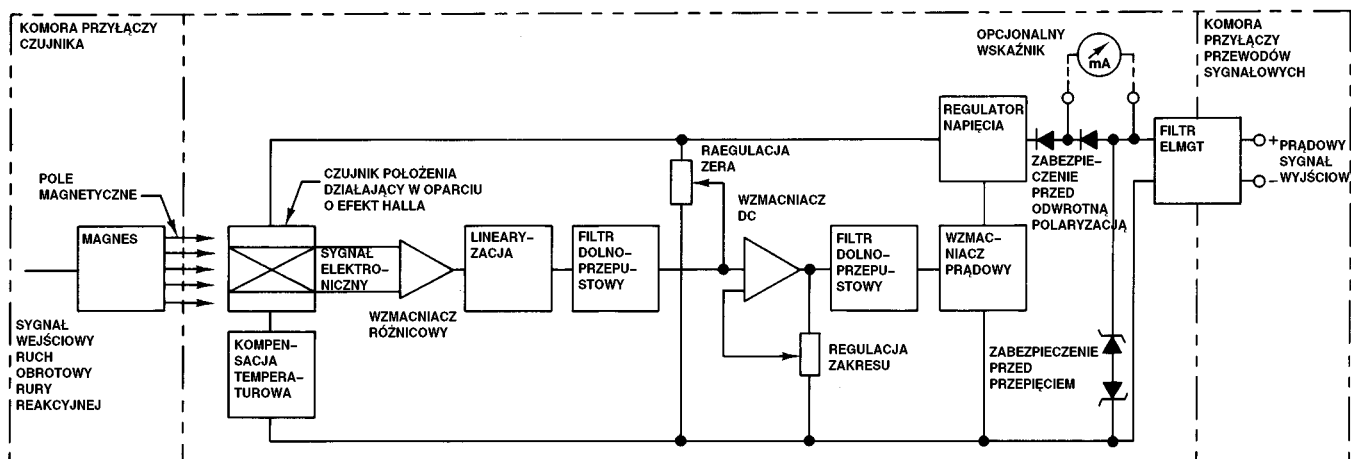 KOMORA PRZYŁĄCZY
CZUJNIKA
OPCJONALNY
WSKAŹNIK
mA
KOMORA
PRZYŁĄCZY
PRZEWODÓW
SYGNAŁOWYCH
REGULATOR
NAPIĘCIA
FILTR
ELMGT
+
-
PRĄDOWY
SYGNAŁ
WYJŚCIOW
ZABEZPIE-
CZENIE
PRZED
ODWROTNĄ
POLARYZACJĄ
RAEGULACJA
ZERA
POLE
MAGNETYCZNE
CZUJNIK POŁOŻENIA
DZIAŁAJĄCY W OPARCIU
O EFEKT HALLA
MAGNES
SYGNAŁ
ELEKTRO-
NICZNY
WZMACNIACZ
RÓŻNICOWY
LINEARY-
ZACJA
FILTR
DOLNO-
PRZEPU-
STOWY
WZMACNIACZ
DC
FILTR
DOLNO-
PRZEPU-
STOWY
WZMAC-
NIACZ
PRĄDOWY
SYGNAŁ
WEJŚCIOWY
RUCH
OBROTOWY
RURY
REAKCYJNEJ
KOMPEN-
SACJA
TEMPERA-
TUROWA
REGULACJA
ZAKRESU
ZABEZPIECZENIE
PRZED
PRZEPIĘCIEM